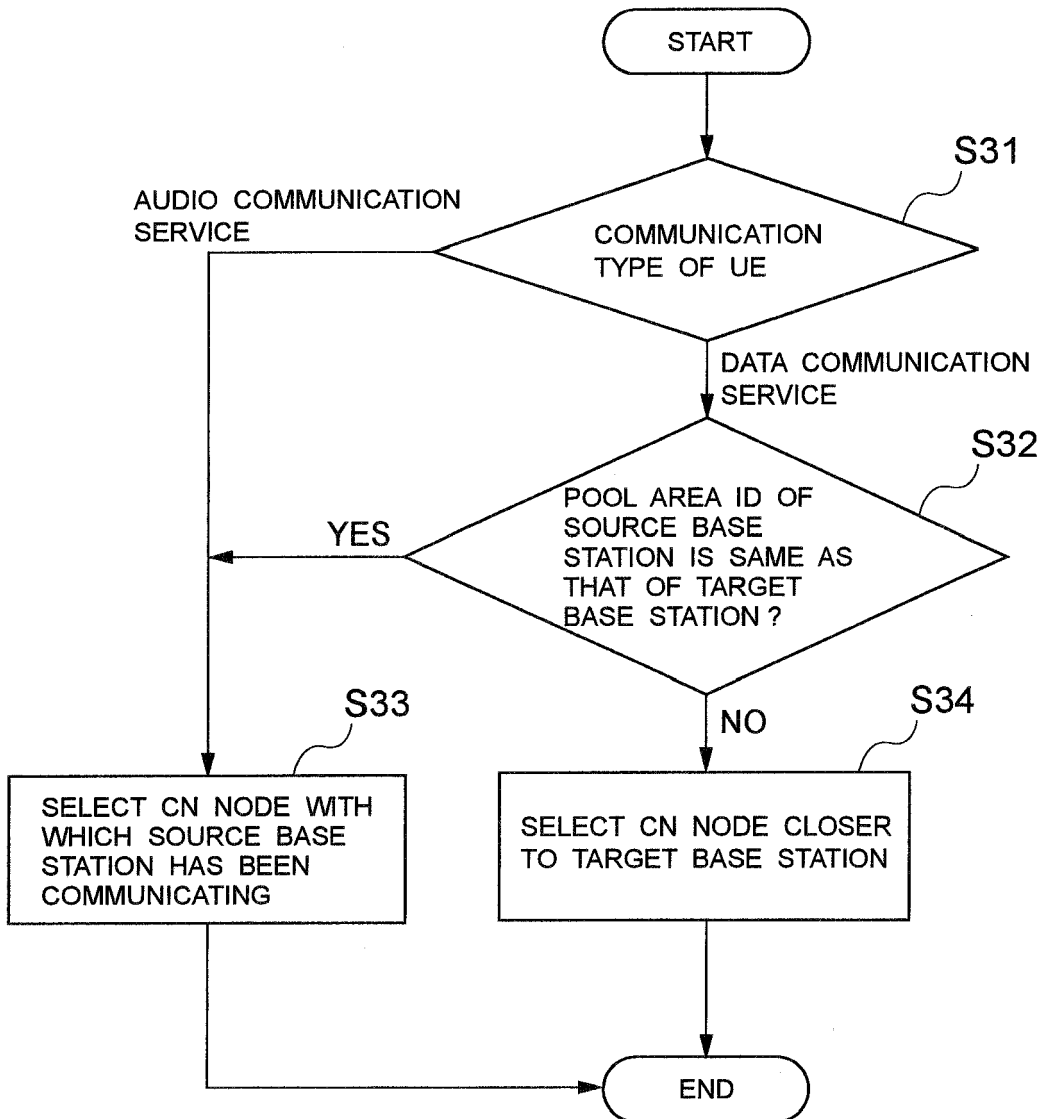 START
S31
AUDIO COMMUNICATION
SERVICE
COMMUNICATION
TYPE OF UE
DATA COMMUNICATION
SERVICE
S32
POOL AREA ID OF
SOURCE BASE
STATION IS SAME AS
THAT OF TARGET
BASE STATION ?
YES
NO
S33
SELECT CN NODE WITH
WHICH SOURCE BASE
STATION HAS BEEN
COMMUNICATING
S34
SELECT CN NODE CLOSER
TO TARGET BASE STATION
END